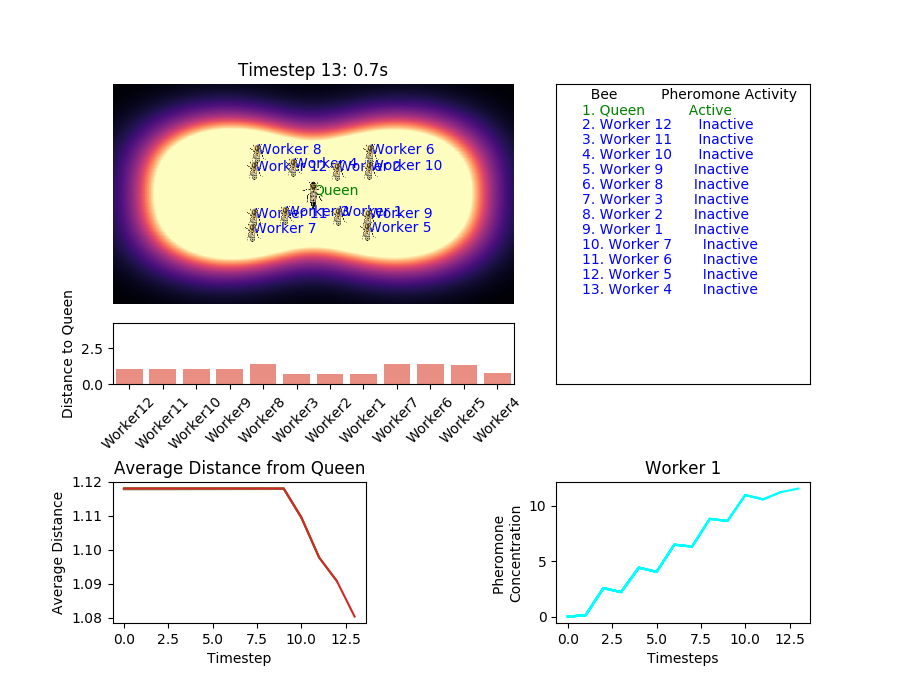 Timestep 13: 0.7s
Worker 8
Worker 6
Worker 12
Worker 4
Worker 2
Worker 10
Queen
Worker 11
Worker 3
Worker 1
Worker 9
Worker 7
Worker 5
Bee Pheromone Activity
1. Queen Active
2. Worker 12 Inactive
3. Worker 11 Inactive
4. Worker 10 Inactive
5. Worker 9 Inactive
6. Worker 8 Inactive
7. Worker 3 Inactive
8. Worker 2 Inactive
9. Worker 1 Inactive
10. Worker 7 Inactive
11. Worker 6 Inactive
12. Worker 5 Inactive
13. Worker 4 Inactive
Distance to Queen
2.5
0.0
Worker12
Worker11
Worker10
Worker9
Worker8
Worker3
Worker2
Worker1
Worker7
Worker6
Worker5
Worker4
Average Distance from Queen
Average Distance
1.12
1.11
1.10
1.09
1.08
0.0 2.5 5.0 7.5 10.0 12.5
Timestep
Worker 1
Pheromone
Concentration
10
5
0
0.0 2.5 5.0 7.5 10.0 12.5
Timesteps